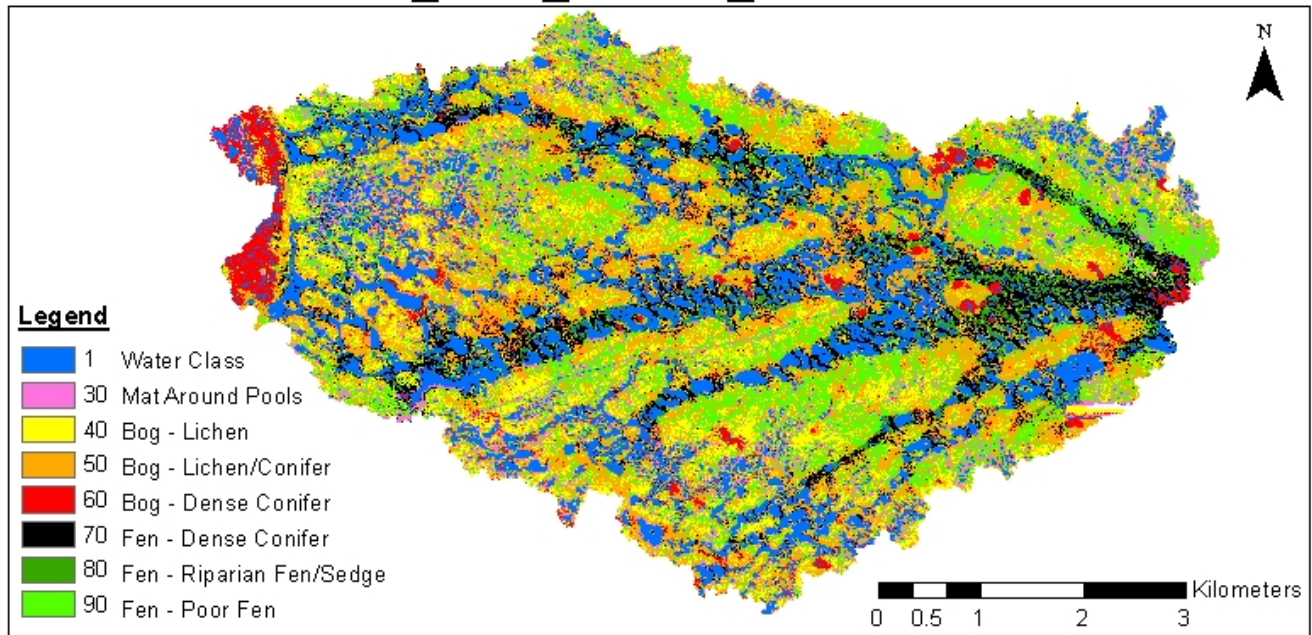 N
Legend
1 Water Class
30 Mat Around Pools
40 Bog - Lichen
50 Bog - Lichen/Conifer
60 Bog - Dense Conifer
70 Fen - Dense Conifer
80 Fen - Riparian Fen/Sedge
90 Fen - Poor Fen
Kilometers
0 0.5 1 2 3